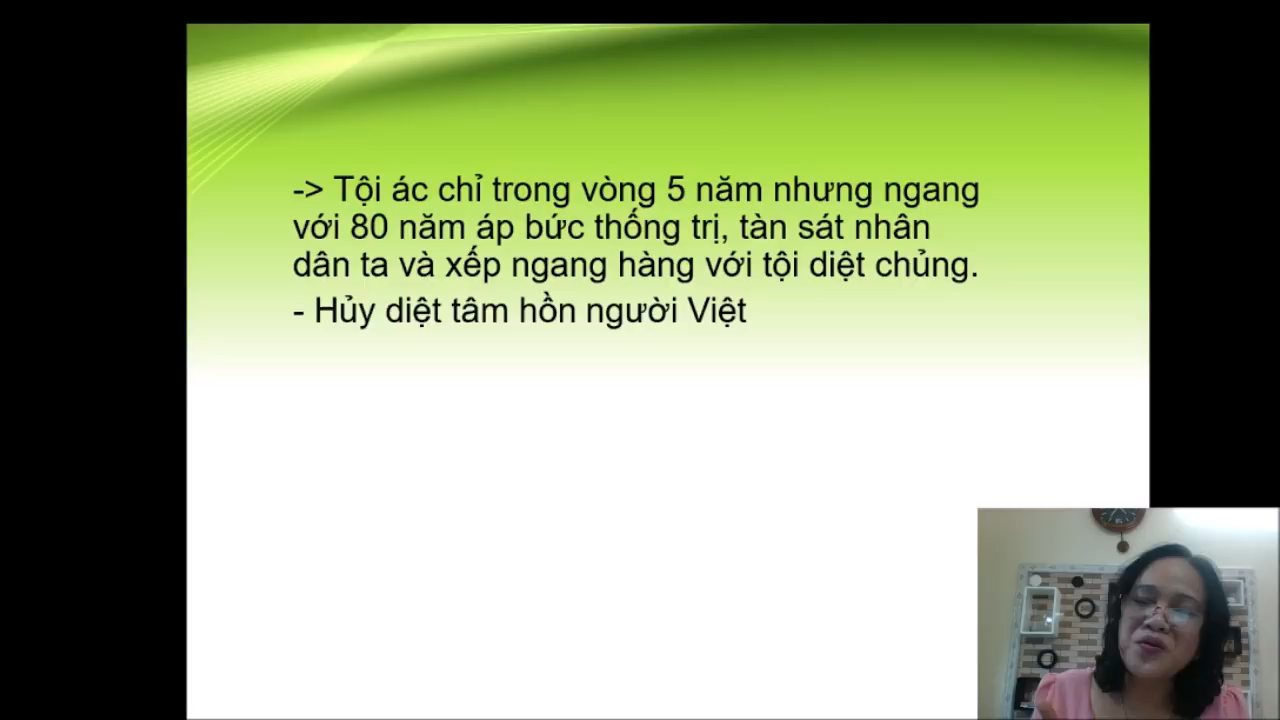 -> Tội ác chỉ trong vòng 5 năm nhưng ngang
với 80 năm áp bức thống trị, tàn sát nhân
dân ta và xếp ngang hàng với tội diệt chủng.
- Hủy diệt tâm hồn người Việt